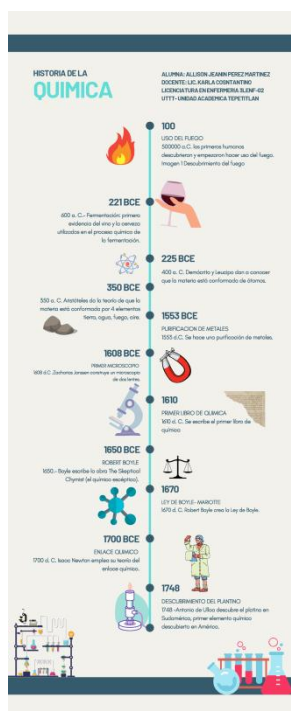 HISTORIA DE LA
QUIMICA
ALUMNA: ALLISON JEANIN PEREZ MARTINEZ
DOCENTE: LIC. KARLA COSNTANTINO
LICENCIATURA EN ENFERMERIA 3LENF-02
UTTT- UNIDAD ACADEMICA TEPETITLAN
100
USO DEL FUEGO
500000 a.C. los primeros humanos
descubrieron y empezaron hacer uso del fuego.
Imagen 1 Descubrimiento del fuego
221 BCE
600 a. C.- Fermentación: primera
evidencia del vino y la cerveza
utilizados en el proceso químico de
la fermentación.
225 BCE
400 a. C. Demócrito y Leucipo dan a conocer
que la materia está conformada de átomos.
350 BCE
350 a. C. Aristóteles da la teoría de que la
materia está conformada por 4 elementos
tierra, agua, fuego, aire.
1553 BCE
PURIFICACION DE METALES
1553 d.C. Se hace una purificación de metales.
1608 BCE
PRIMER MICROSCOPIO
1608 d.C. Zacharias Janssen construye un microscopio
de dos lentes.
1610
PRIMER LIBRO DE QUIMICA
1610 d. C. Se escribe el primer libro de
química
1650 BCE
ROBERT BOYLE
1650.- Boyle escribe la obra The Skeptical
Chymist (el químico escéptico).
1670
LEY DE BOYLE-MARIOTTE
1670 d. C. Robert Boyle crea la Ley de Boyle.
1700 BCE
ENLACE QUIMICO
1700 d. C. Isaac Newton emplea su teoría del
enlace químico.
1748
DESCUBRIMIENTO DEL PLANTINO
1748 -Antonio de Ulloa descubre el platino en
Sudamérica, primer elemento químico
descubierto en América.